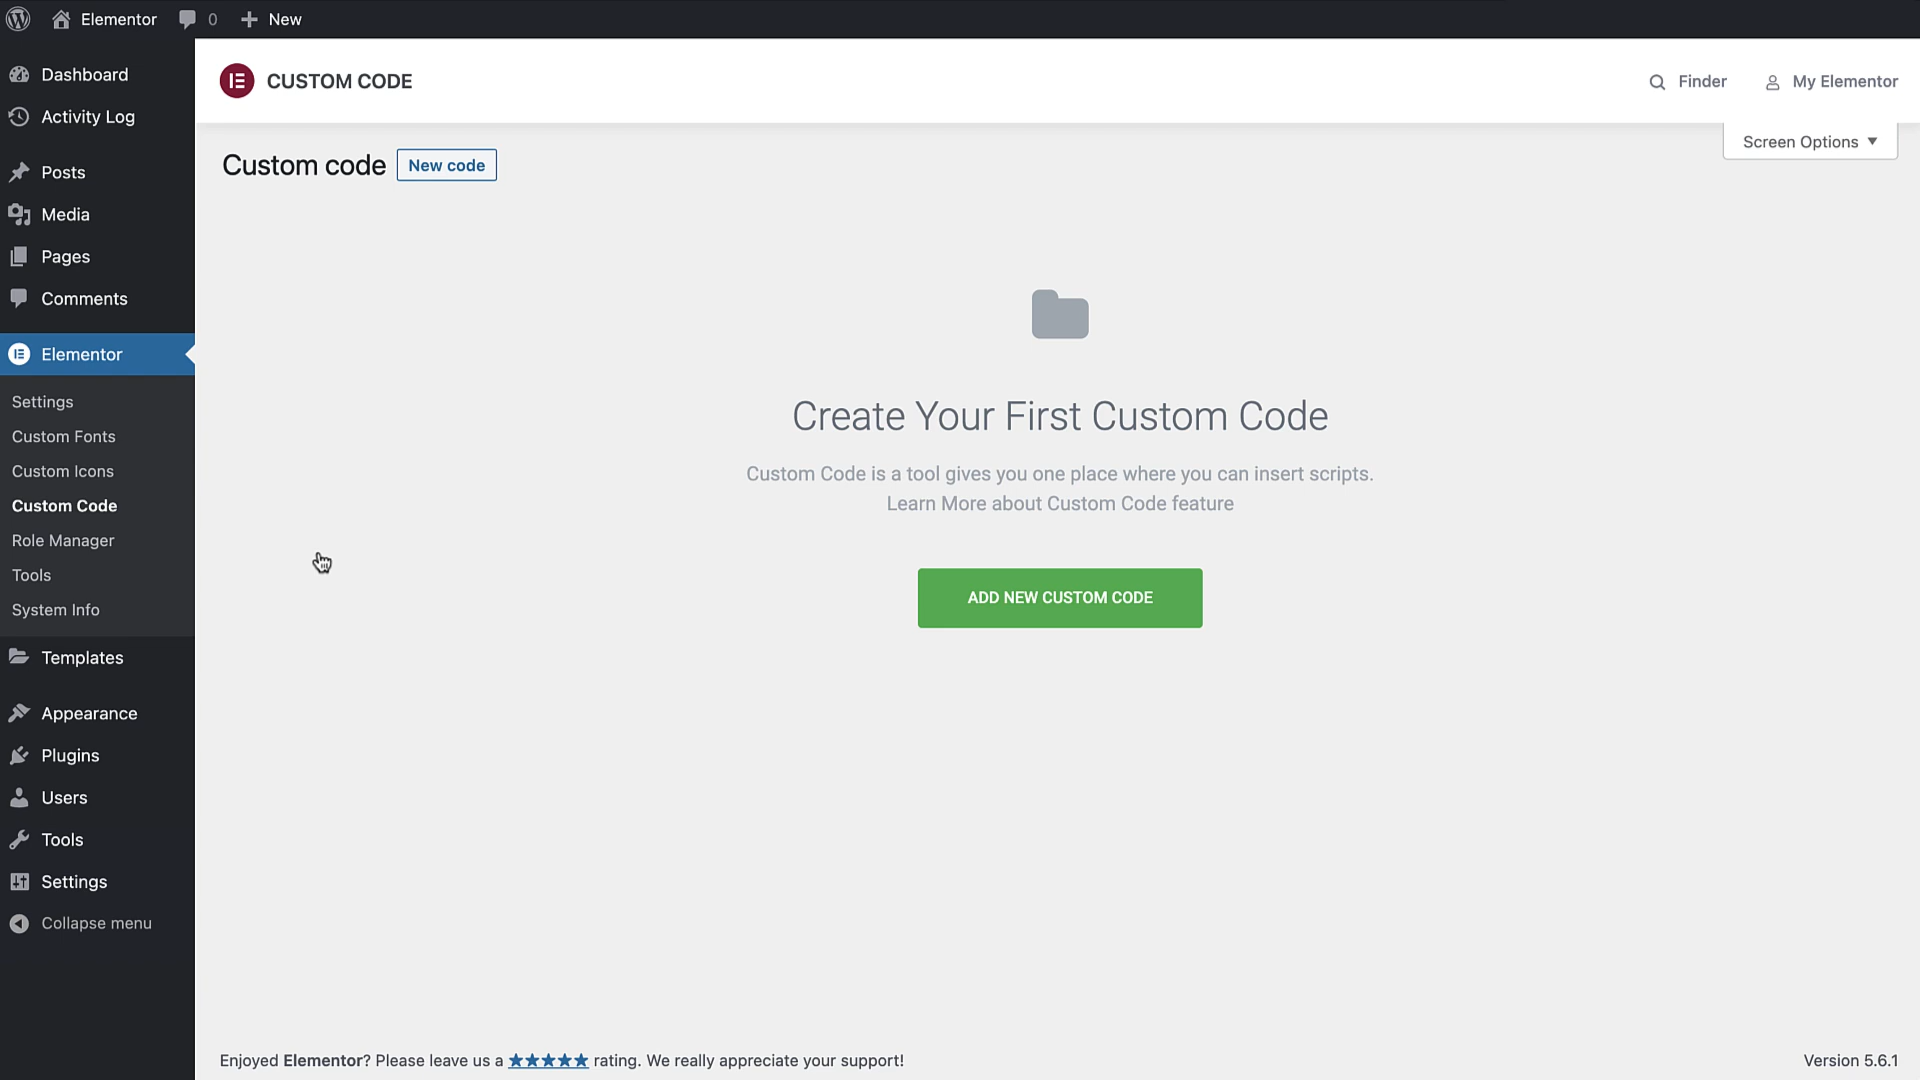 Elementor 0 New
Dashboard
Activity Log
Posts
Media
Pages
Comments
Elementor
Settings
Custom Fonts
Custom Icons
Custom Code
Role Manager
Tools
System Info
Templates
Appearance
Plugins
Users
Tools
Settings
Collapse menu
CUSTOM CODE
Finder My Elementor
Screen Options
Custom code New code
Create Your First Custom Code
Custom Code is a tool gives you one place where you can insert scripts.
Learn More about Custom Code feature
ADD NEW CUSTOM CODE
Enjoyed Elementor? Please leave us a ★★★★★ rating. We really appreciate your support!
Version 5.6.1